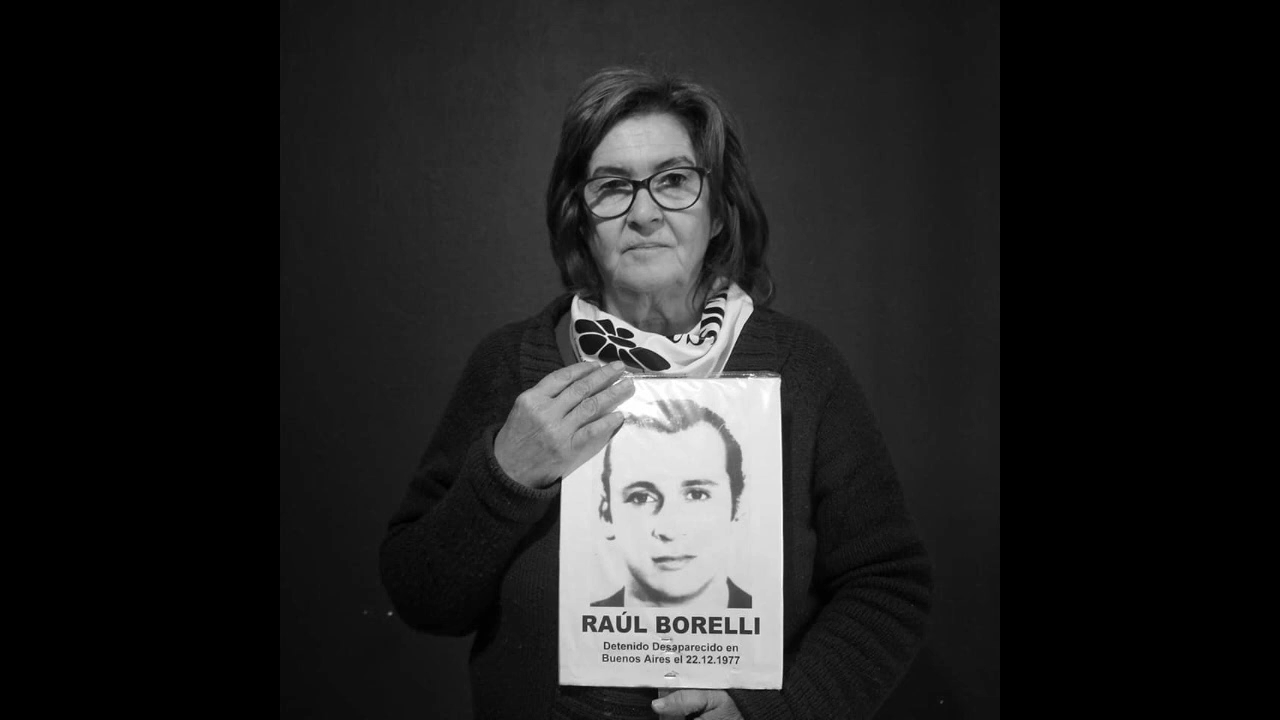 RAÚL BORELLI
Detenido Desaparecido en
Buenos Aires el 22.12.1977